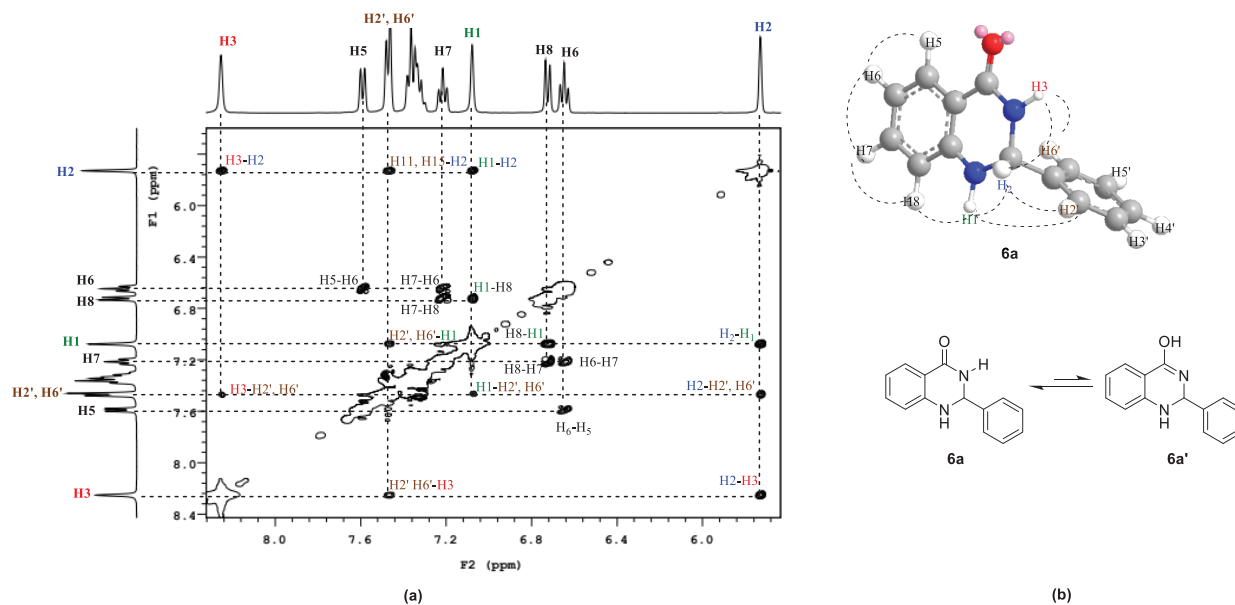 H2', H6'
H3
H5
H7
H1
H8
H6
H2
H2
H3-H2
H11, H15-H2
H1-H2
6.0
F1 (ppm)
6.4
H6
H5-H6
H7-H6
H8
H7-H8
H1-H8
6.8
H1
H2', H6'-H1
H8-H1
H2-H1
7.2
H7
H8-H7
H6-H7
H2', H6'
H3-H2', H6'
H1-H2', H6'
H2-H2', H6'
H5
7.6
H6-H5
8.0
H3
H2' H6'-H3
H2-H3
8.4
8.0
7.6
7.2
6.8
6.4
6.0
F2 (ppm)
(a)
H5
H6
H3
H7
H6'
H5'
H2
H8
H1
H2'
H4'
H3'
6a
O
N
H
N
H
6a
OH
N
N
H
6a'
(b)